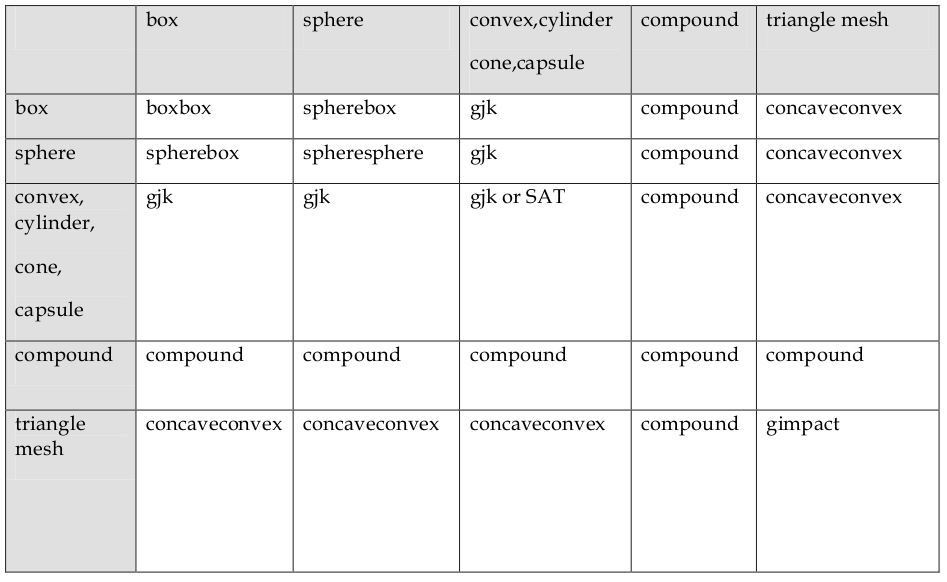 box sphere convex,cylinder compound triangle mesh
cone,capsule
box boxbox spherebox gjk compound concaveconvex
sphere spherebox spheresphere gjk compound concaveconvex
convex, gjk gjk gjk or SAT compound concaveconvex
cylinder,
cone,
capsule
compound compound compound compound compound compound
triangle concaveconvex concaveconvex concaveconvex compound gimpact
mesh